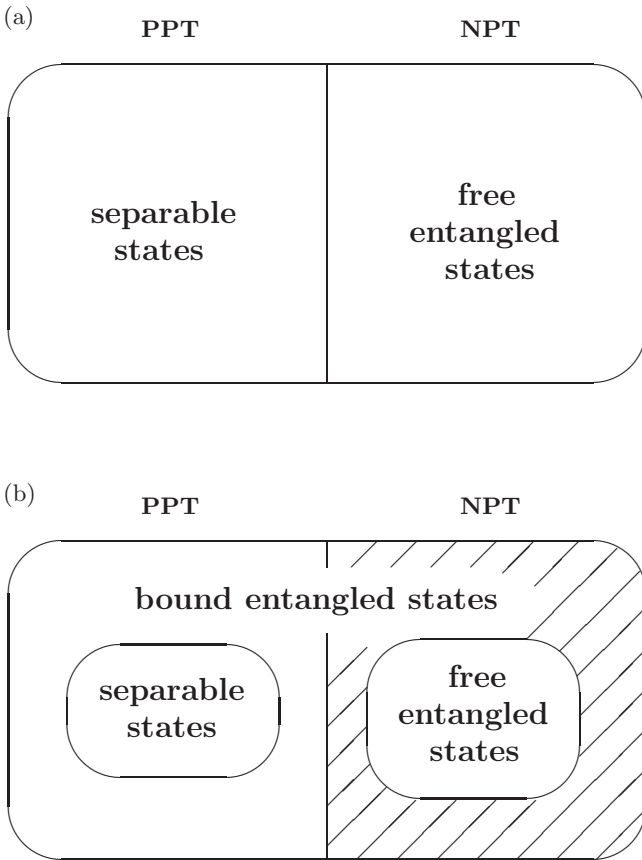 (a)
PPT NPT
separable
states
free
entangled
states
(b)
PPT NPT
bound entangled states
separable
states
free
entangled
states